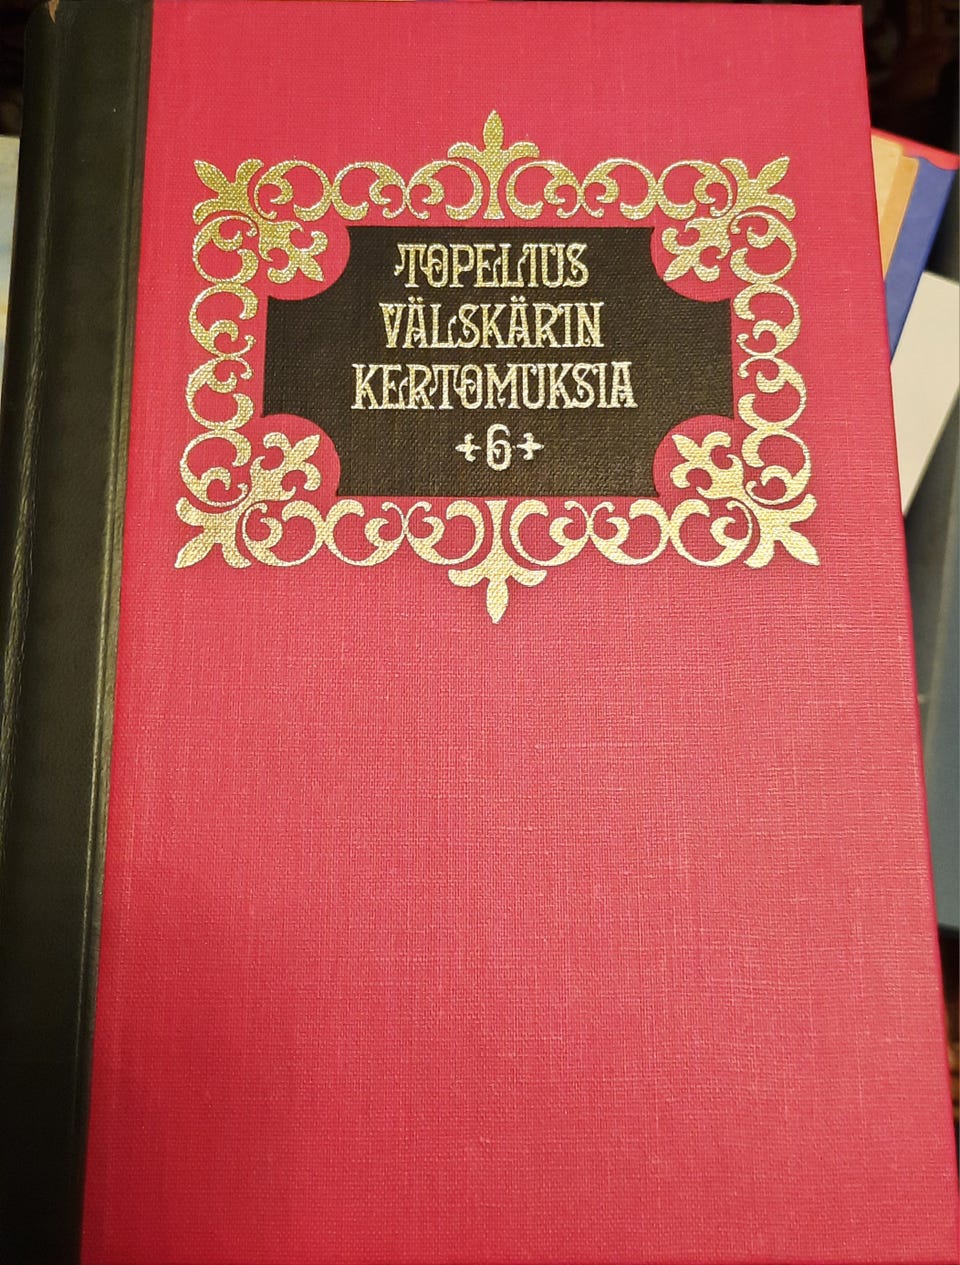 TOPELIUS
VÄLSKÄRIN
KERTOMUKSIA
6